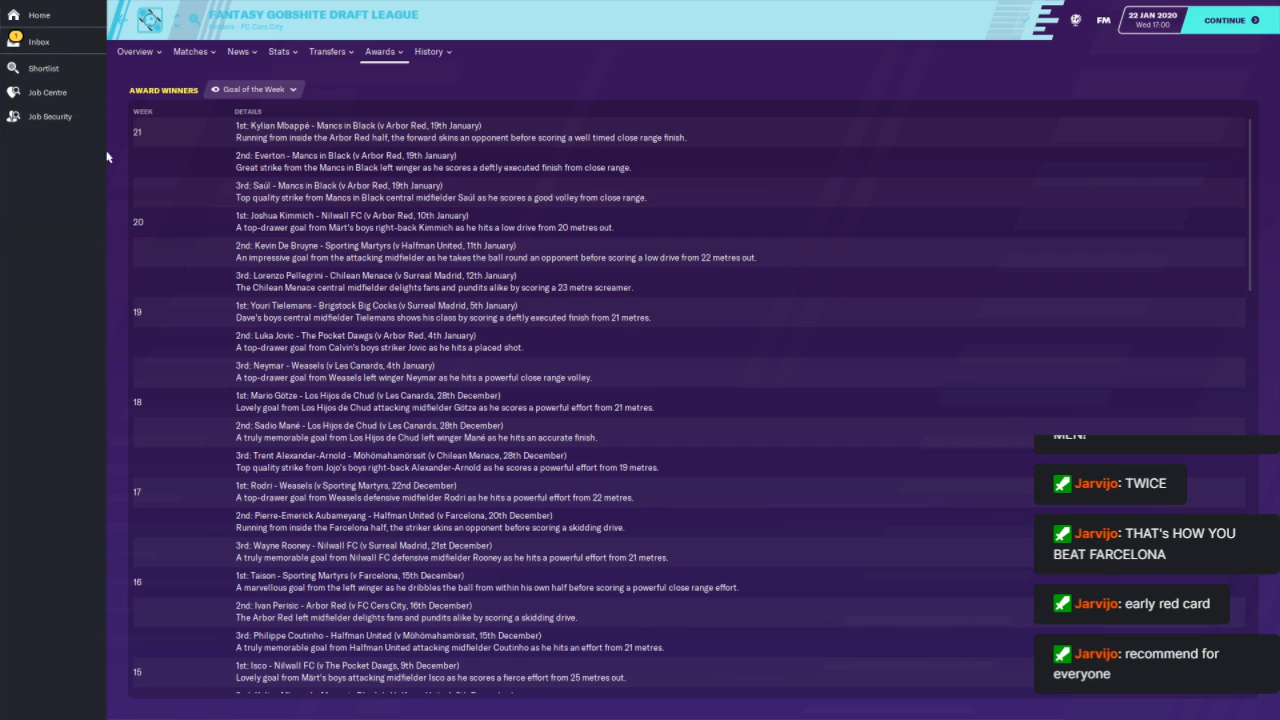 Home
Inbox
Shortlist
Job Centre
Job Security
1
FANTASY GOBSHITE DRAFT LEAGUE
FC Cers City
22 JAN 2020
Wed 17:00
FM
CONTINUE
Overview
Matches
News
Stats
Transfers
Awards
History
AWARD WINNERS
Goal of the Week
WEEK
DETAILS
21
1st: Kylian Mbappé - Mancs in Black (v Arbor Red, 19th January)
Running from inside the Arbor Red half, the forward skins an opponent before scoring a well timed close range finish.
2nd: Everton - Mancs in Black (v Arbor Red, 19th January)
Great strike from the Mancs in Black left winger as he scores a deftly executed finish from close range.
3rd: Saúl - Mancs in Black (v Arbor Red, 19th January)
Top quality strike from Mancs in Black central midfielder Saúl as he scores a good volley from close range.
20
1st: Joshua Kimmich - Nilwall FC (v Arbor Red, 10th January)
A top-drawer goal from Märt's boys right-back Kimmich as he hits a low drive from 20 metres out.
2nd: Kevin De Bruyne - Sporting Martyrs (v Halfman United, 11th January)
An impressive goal from the attacking midfielder as he takes the ball round an opponent before scoring a low drive from 22 metres out.
3rd: Lorenzo Pellegrini - Chilean Menace (v Surreal Madrid, 12th January)
The Chilean Menace central midfielder delights fans and pundits alike by scoring a 23 metre screamer.
19
1st: Youri Tielemans - Brigstock Big Cocks (v Surreal Madrid, 5th January)
Dave's boys central midfielder Tielemans shows his class by scoring a deftly executed finish from 21 metres.
2nd: Luka Jovic - The Pocket Dawgs (v Arbor Red, 4th January)
A top-drawer goal from Calvin's boys striker Jovic as he hits a placed shot.
3rd: Neymar - Weasels (v Les Canards, 4th January)
A top-drawer goal from Weasels left winger Neymar as he hits a powerful close range volley.
18
1st: Mario Götze - Los Hijos de Chud (v Les Canards, 28th December)
Lovely goal from Los Hijos de Chud attacking midfielder Götze as he scores a powerful effort from 21 metres.
2nd: Sadio Mané - Los Hijos de Chud (v Les Canards, 28th December)
A truly memorable goal from Los Hijos de Chud left winger Mané as he hits an accurate finish.
3rd: Trent Alexander-Arnold - Möhömahamörssit (v Chilean Menace, 28th December)
Top quality strike from Jojo's boys right-back Alexander-Arnold as he scores a powerful effort from 19 metres.
17
1st: Rodri - Weasels (v Sporting Martyrs, 22nd December)
A top-drawer goal from Weasels defensive midfielder Rodri as he hits a powerful effort from 22 metres.
2nd: Pierre-Emerick Aubameyang - Halfman United (v Farcelona, 20th December)
Running from inside the Farcelona half, the striker skins an opponent before scoring a skidding drive.
3rd: Wayne Rooney - Nilwall FC (v Surreal Madrid, 21st December)
A truly memorable goal from Nilwall FC defensive midfielder Rooney as he hits a powerful effort from 21 metres.
16
1st: Taison - Sporting Martyrs (v Farcelona, 15th December)
A marvellous goal from the left winger as he dribbles the ball from within his own half before scoring a powerful close range effort.
2nd: Ivan Perisic - Arbor Red (v FC Cers City, 16th December)
The Arbor Red left midfielder delights fans and pundits alike by scoring a skidding drive.
3rd: Philippe Coutinho - Halfman United (v Möhömahamörssit, 15th December)
A truly memorable goal from Halfman United attacking midfielder Coutinho as he hits an effort from 21 metres.
15
1st: Isco - Nilwall FC (v The Pocket Dawgs, 9th December)
Lovely goal from Märt's boys attacking midfielder Isco as he scores a fierce effort from 25 metres out.
MEN!
Jarvijo: TWICE
Jarvijo: THAT's HOW YOU
BEAT FARCELONA
Jarvijo: early red card
Jarvijo: recommend for
everyone